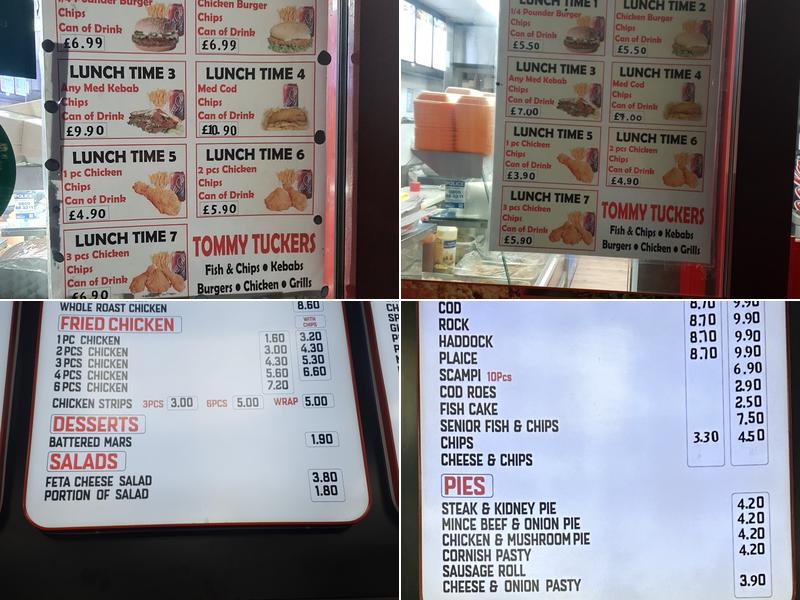 1/4 Pounder Burger
Chips
Can of Drink
£6.99
Chicken Burger
Chips
Can of Drink
£6.99
LUNCH TIME 3
Any Med Kebab
Chips
Can of Drink
£9.90
LUNCH TIME 4
Med Cod
Chips
Can of Drink
£10.90
LUNCH TIME 5
1 pc Chicken
Chips
Can of Drink
£4.90
LUNCH TIME 6
2 pcs Chicken
Chips
Can of Drink
£5.90
LUNCH TIME 7
3 pcs Chicken
Chips
Can of Drink
£6.90
TOMMY TUCKERS
Fish & Chips • Kebabs
Burgers • Chicken • Grills
LUNCH TIME 1
1/4 Pounder Burger
Chips
Can of Drink
£5.50
LUNCH TIME 2
Chicken Burger
Chips
Can of Drink
£5.50
LUNCH TIME 3
Any Med Kebab
Chips
Can of Drink
£7.00
LUNCH TIME 4
Med Cod
Chips
Can of Drink
£9.00
LUNCH TIME 5
1 pc Chicken
Chips
Can of Drink
£3.90
LUNCH TIME 6
2 pcs Chicken
Chips
Can of Drink
£4.90
LUNCH TIME 7
3 pcs Chicken
Chips
Can of Drink
£5.90
TOMMY TUCKERS
Fish & Chips • Kebabs
Burgers • Chicken • Grills
WHOLE ROAST CHICKEN 8.60
FRIED CHICKEN WITH CHIPS
1 PC CHICKEN 1.60 3.20
2 PCS CHICKEN 3.00 4.30
3 PCS CHICKEN 4.30 5.30
4 PCS CHICKEN 5.60 6.60
6 PCS CHICKEN 7.20
CHICKEN STRIPS 3PCS 3.00 6PCS 5.00 WRAP 5.00
DESSERTS
BATTERED MARS 1.90
SALADS
FETA CHEESE SALAD 3.80
PORTION OF SALAD 1.80
COD 8.70 9.90
ROCK 8.70 9.90
HADDOCK 8.70 9.90
PLAICE 8.70 9.90
SCAMPI 10Pcs 6.90
COD ROES 2.90
FISH CAKE 2.50
SENIOR FISH & CHIPS 7.50
CHIPS 3.30 4.50
CHEESE & CHIPS
PIES
STEAK & KIDNEY PIE 4.20
MINCE BEEF & ONION PIE 4.20
CHICKEN & MUSHROOM PIE 4.20
CORNISH PASTY 4.20
SAUSAGE ROLL
CHEESE & ONION PASTY 3.90